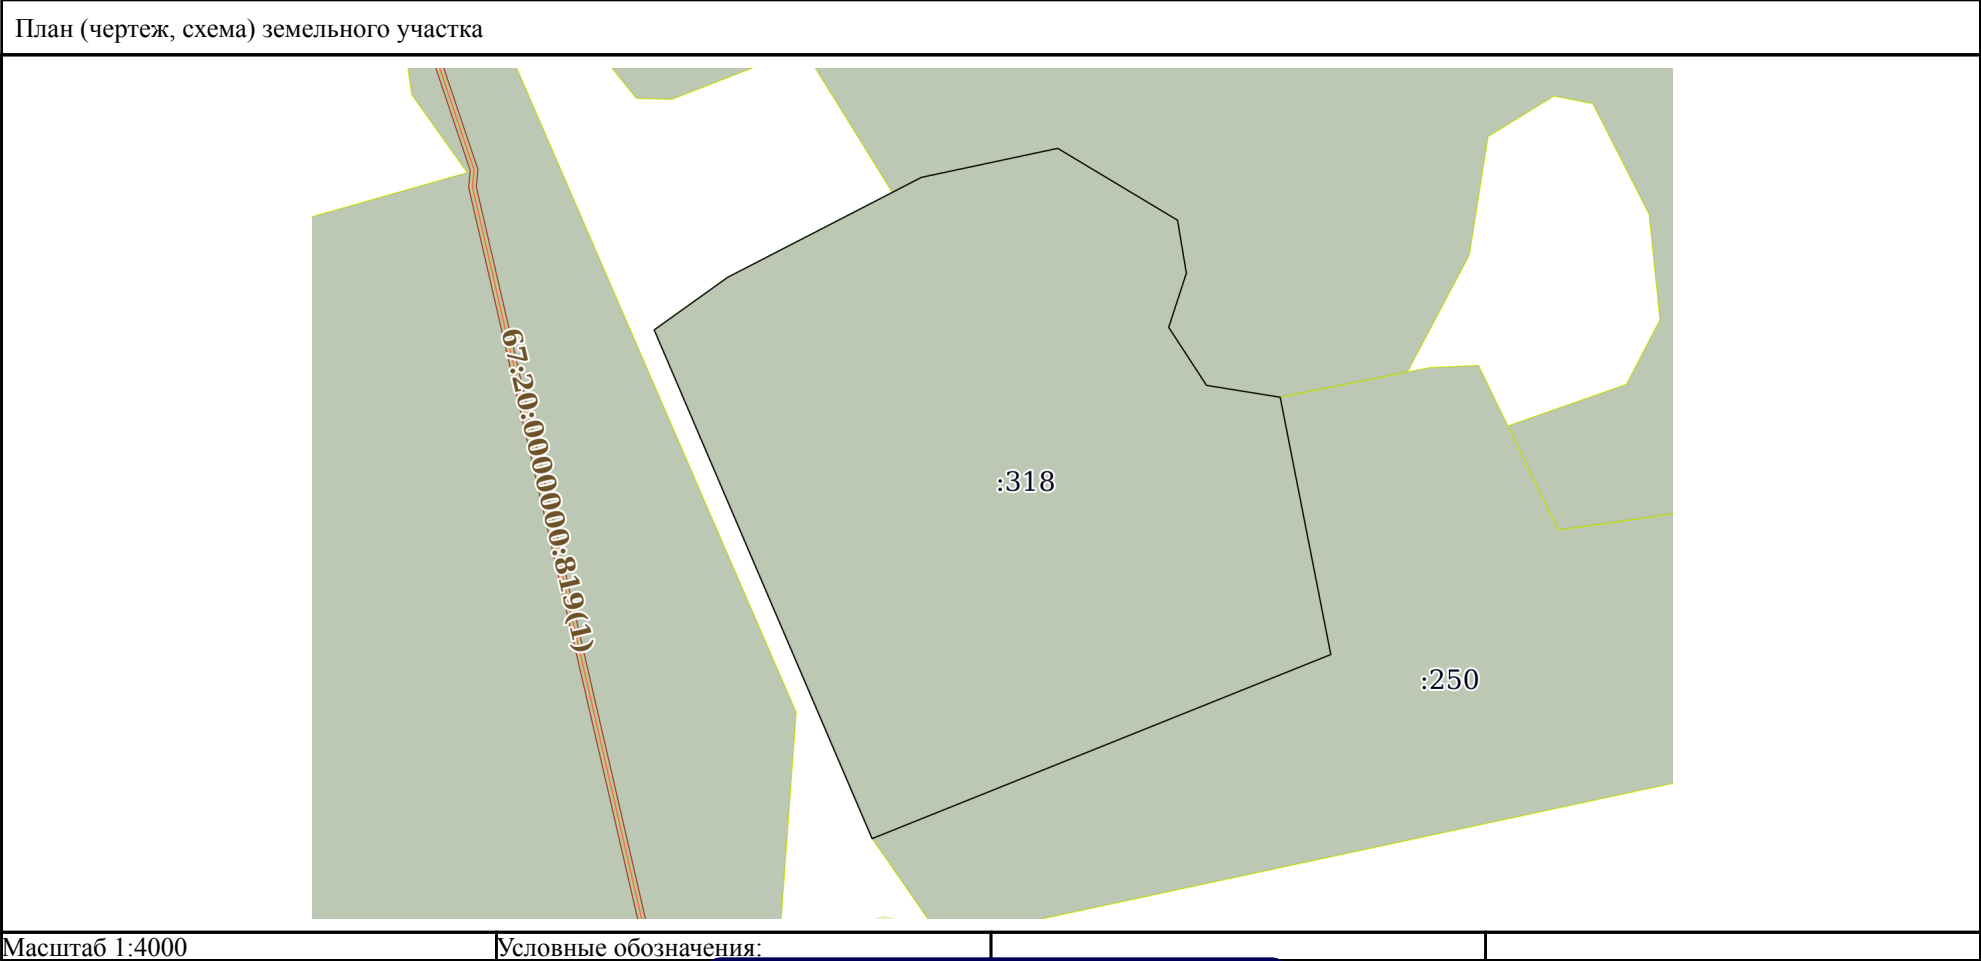 План (чертеж, схема) земельного участка
67:20:0000000:819(1)
:318
:250
Масштаб 1:4000
Условные обозначения: